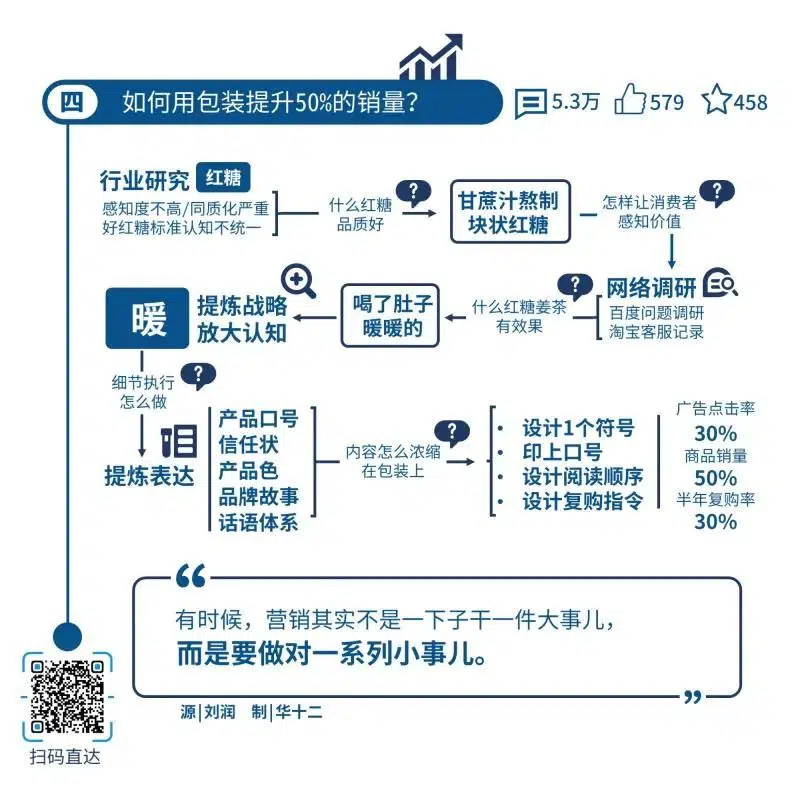 四 如何用包装提升50%的销量？ 5.3万 579 458
行业研究 红糖
感知度不高/同质化严重
好红糖标准认知不统一
什么红糖
品质好
?
甘蔗汁熬制
块状红糖
怎样让消费者
感知价值
?
网络调研
百度问题调研
淘宝客服记录
什么红糖姜茶
有效果
?
喝了肚子
暖暖的
提炼战略
放大认知
暖
细节执行
怎么做
?
提炼表达
产品口号
信任状
产品色
品牌故事
话语体系
内容怎么浓缩
在包装上
?
• 设计1个符号
• 印上口号
• 设计阅读顺序
• 设计复购指令
广告点击率
30%
商品销量
50%
半年复购率
30%
“
有时候，营销其实不是一下子干一件大事儿，
而是要做对一系列小事儿。
”
源|刘润 制|华十二
扫码直达